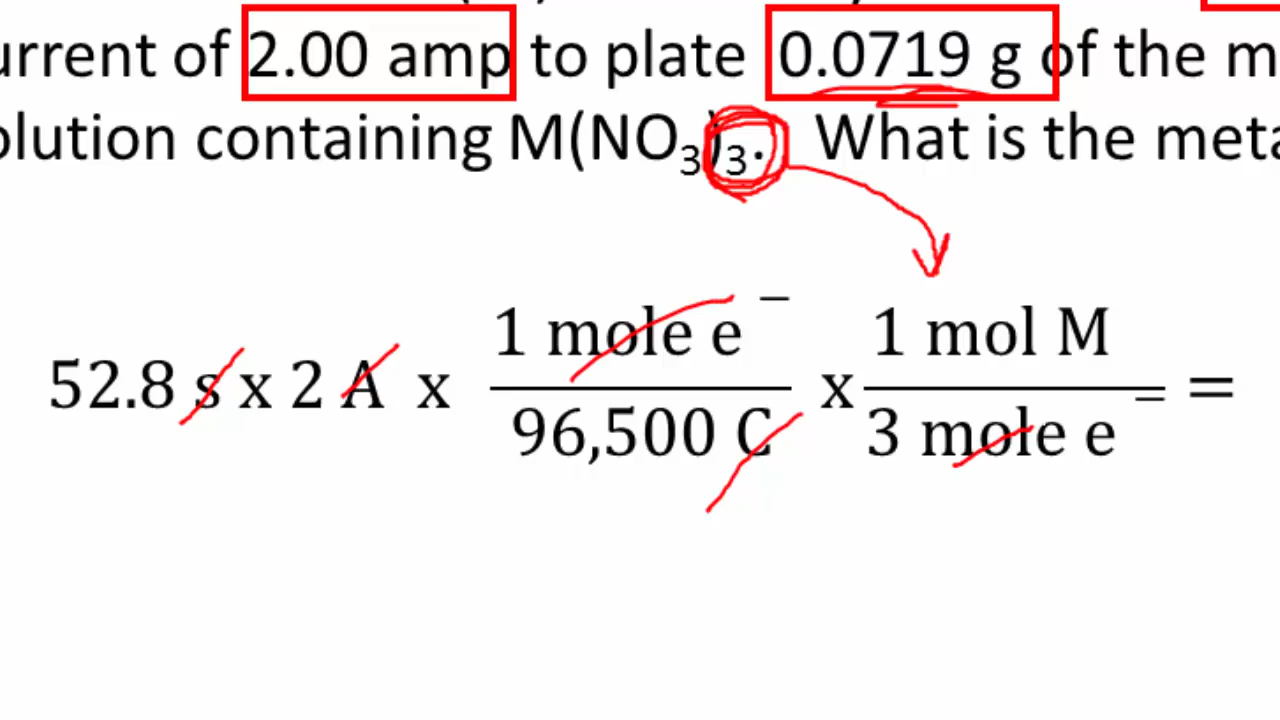 urrent of 2.00 amp to plate 0.0719 g of the m
olution containing M(NO₃)₃. What is the meta
1 mole e⁻ 1 mol M
52.8 s x 2 A x x =
96,500 C 3 mole e⁻